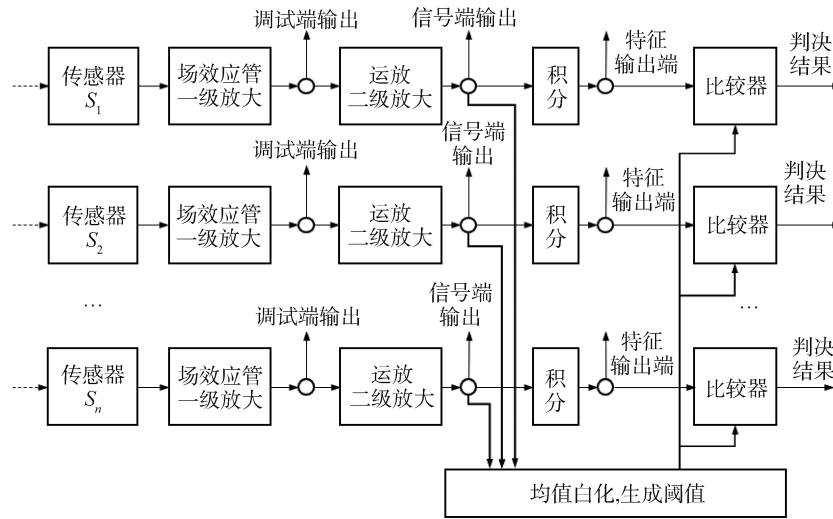 调试端输出
信号端输出
传感器
S1
场效应管
一级放大
运放
二级放大
积
分
特征
输出端
比较器
判决
结果
调试端输出
信号端
输出
传感器
S2
场效应管
一级放大
运放
二级放大
积
分
特征
输出端
比较器
判决
结果
…
…
调试端输出
信号端
输出
传感器
Sn
场效应管
一级放大
运放
二级放大
积
分
特征
输出端
比较器
判决
结果
均值白化,生成阈值